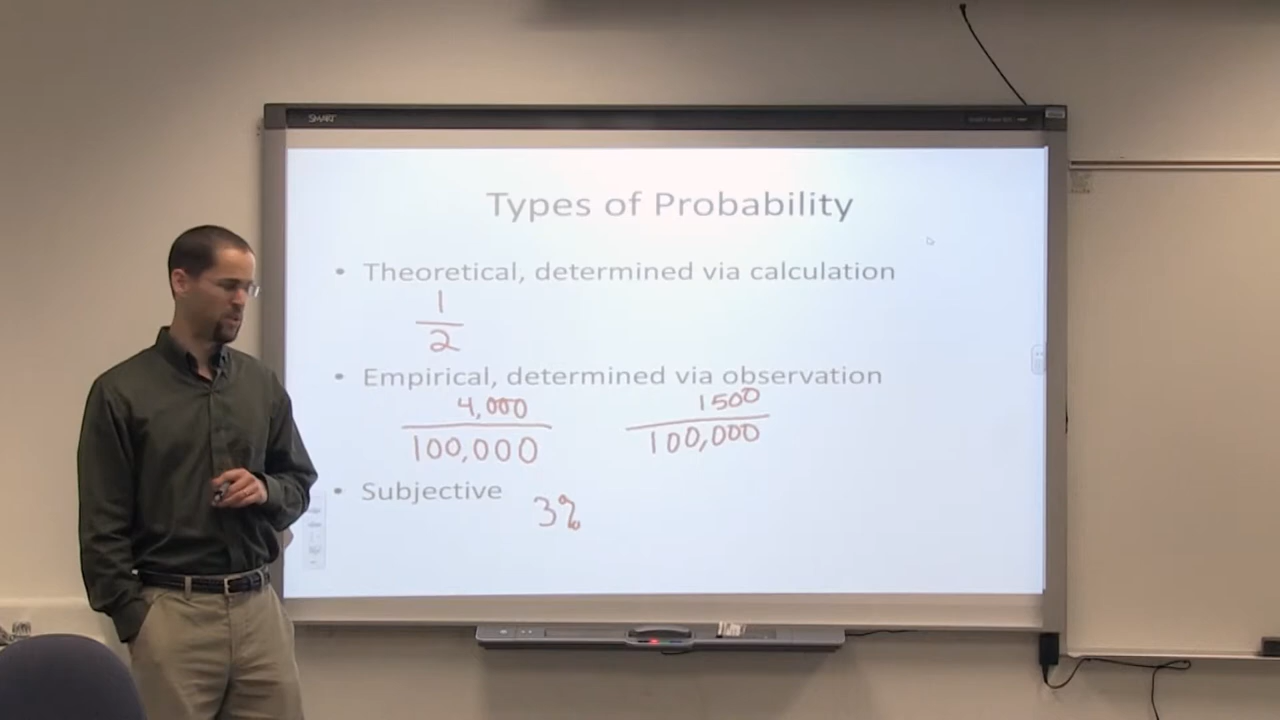 SMART
Types of Probability
• Theoretical, determined via calculation
1
2
• Empirical, determined via observation
4,000 1500
100,000 100,000
• Subjective 3%